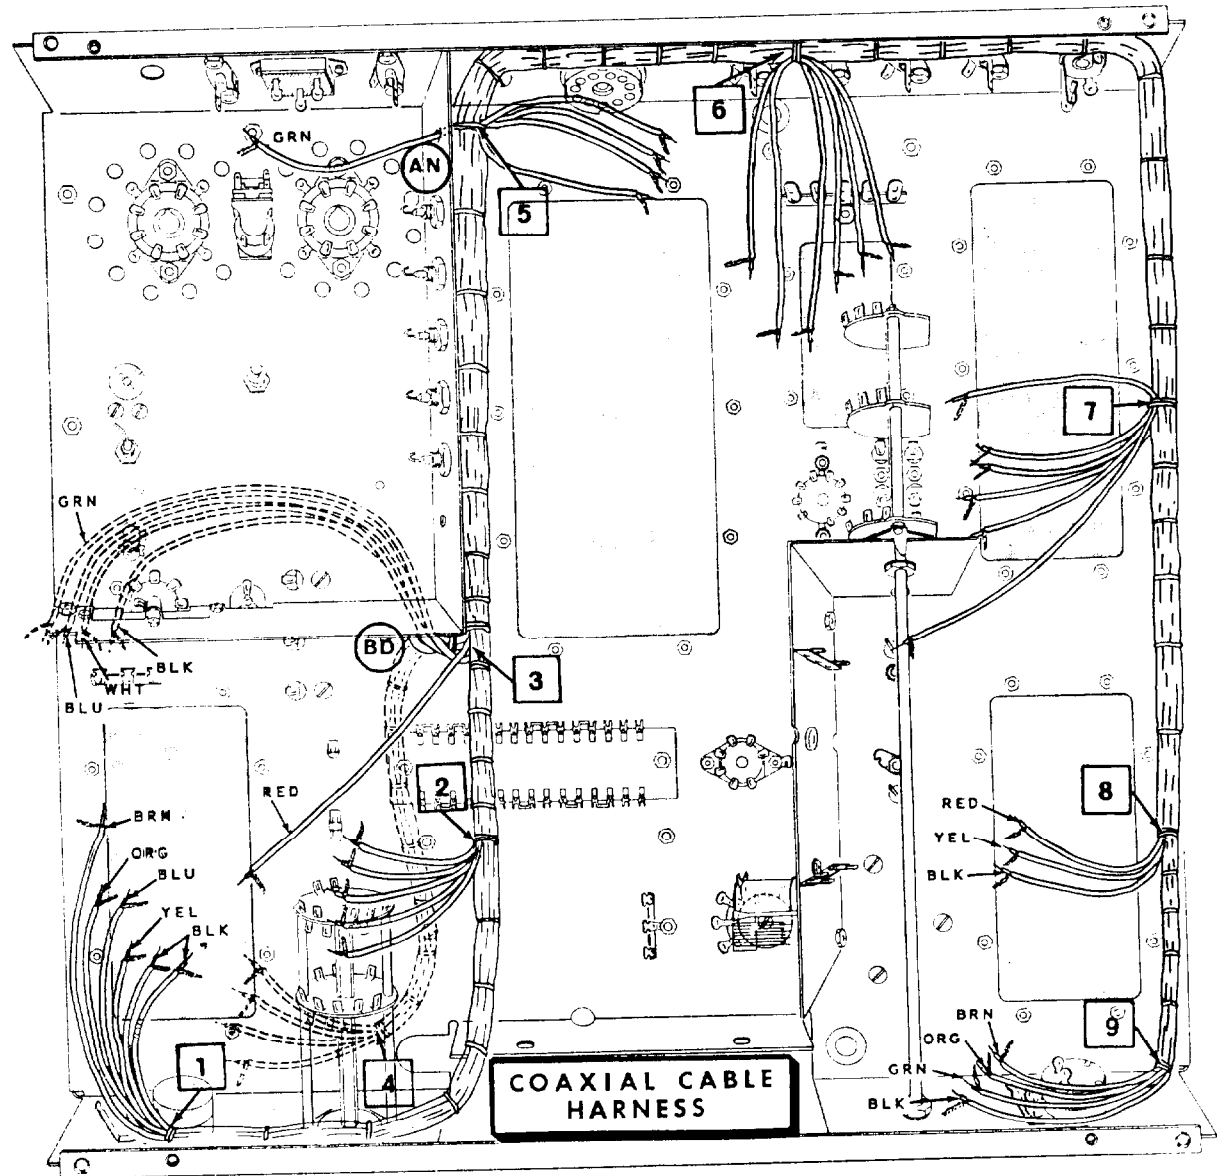 6
GRN
AN
5
7
GRN
BD
BLK
3
WHT
BLU
2
8
RED
RED
BRN
YEL
ORG
BLU
BLK
YEL
BLK
BRN
9
ORG
1
GRN
4
COAXIAL CABLE
HARNESS
BLK